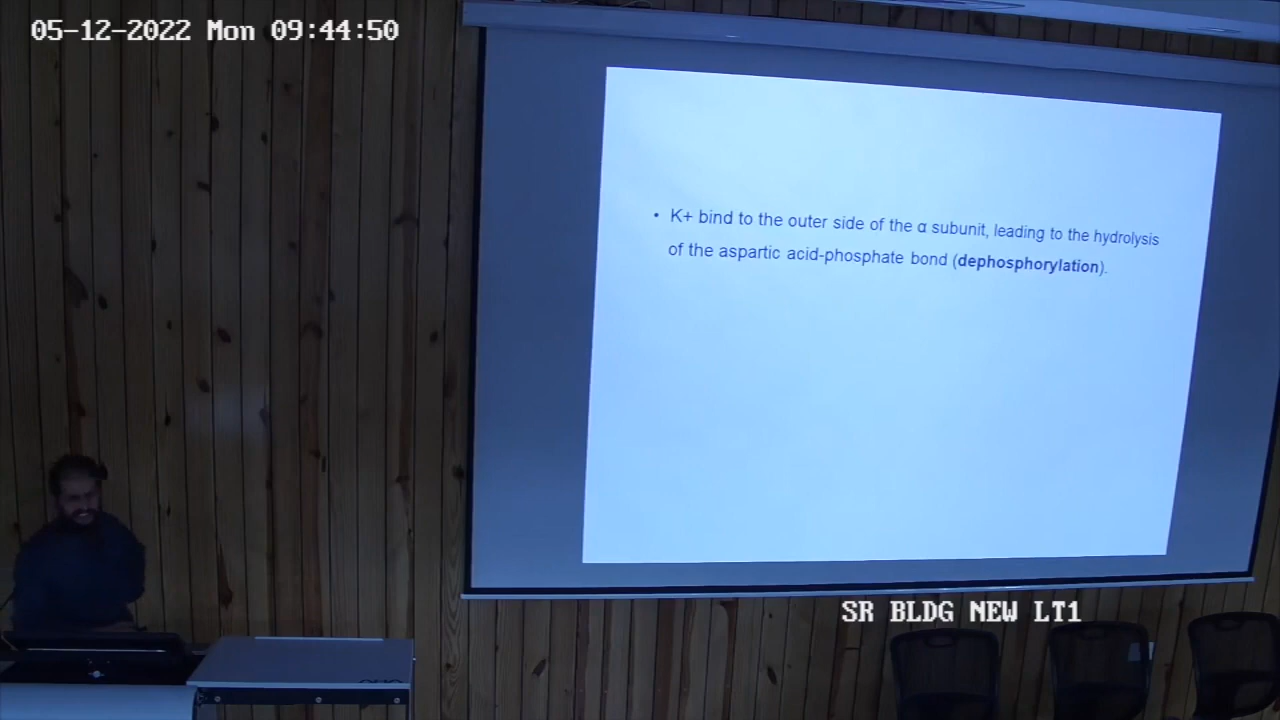 05-12-2022 Mon 09:44:50
• K+ bind to the outer side of the α subunit, leading to the hydrolysis
of the aspartic acid-phosphate bond (dephosphorylation).
SR BLDG NEW LT1